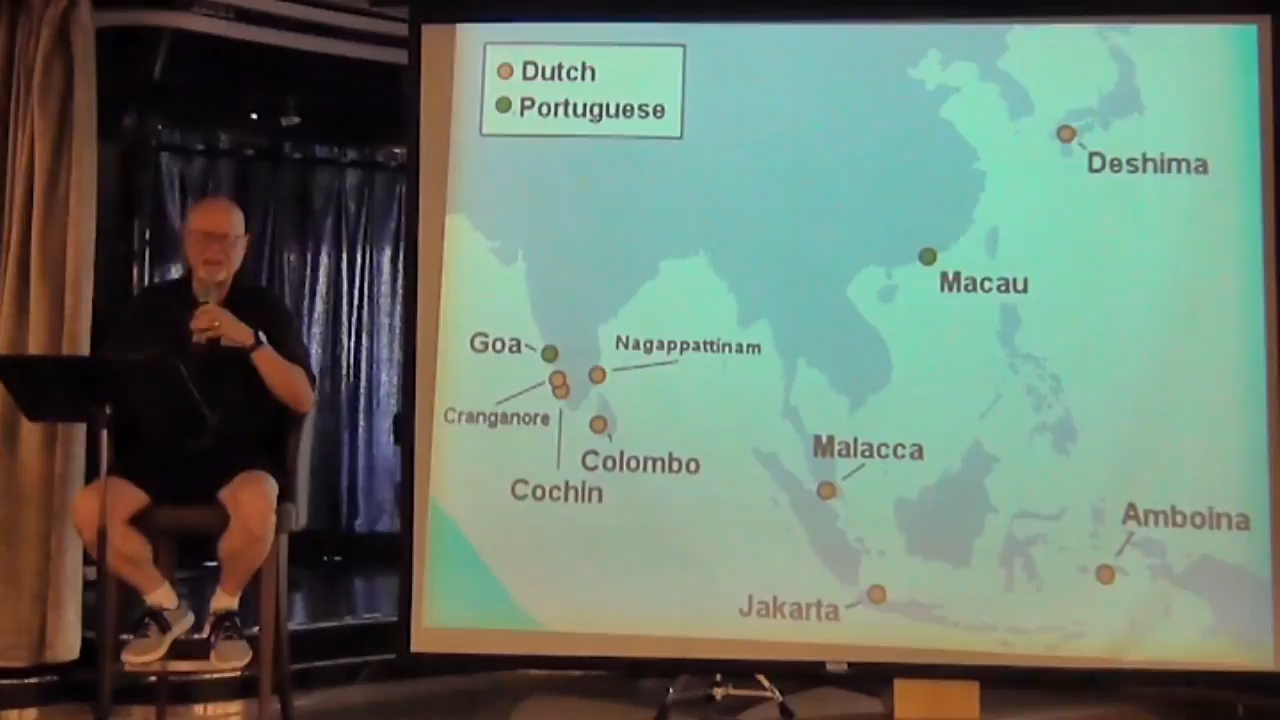 Dutch
Portuguese
Deshima
Macau
Goa
Nagappattinam
Cranganore
Colombo
Cochin
Malacca
Amboina
Jakarta